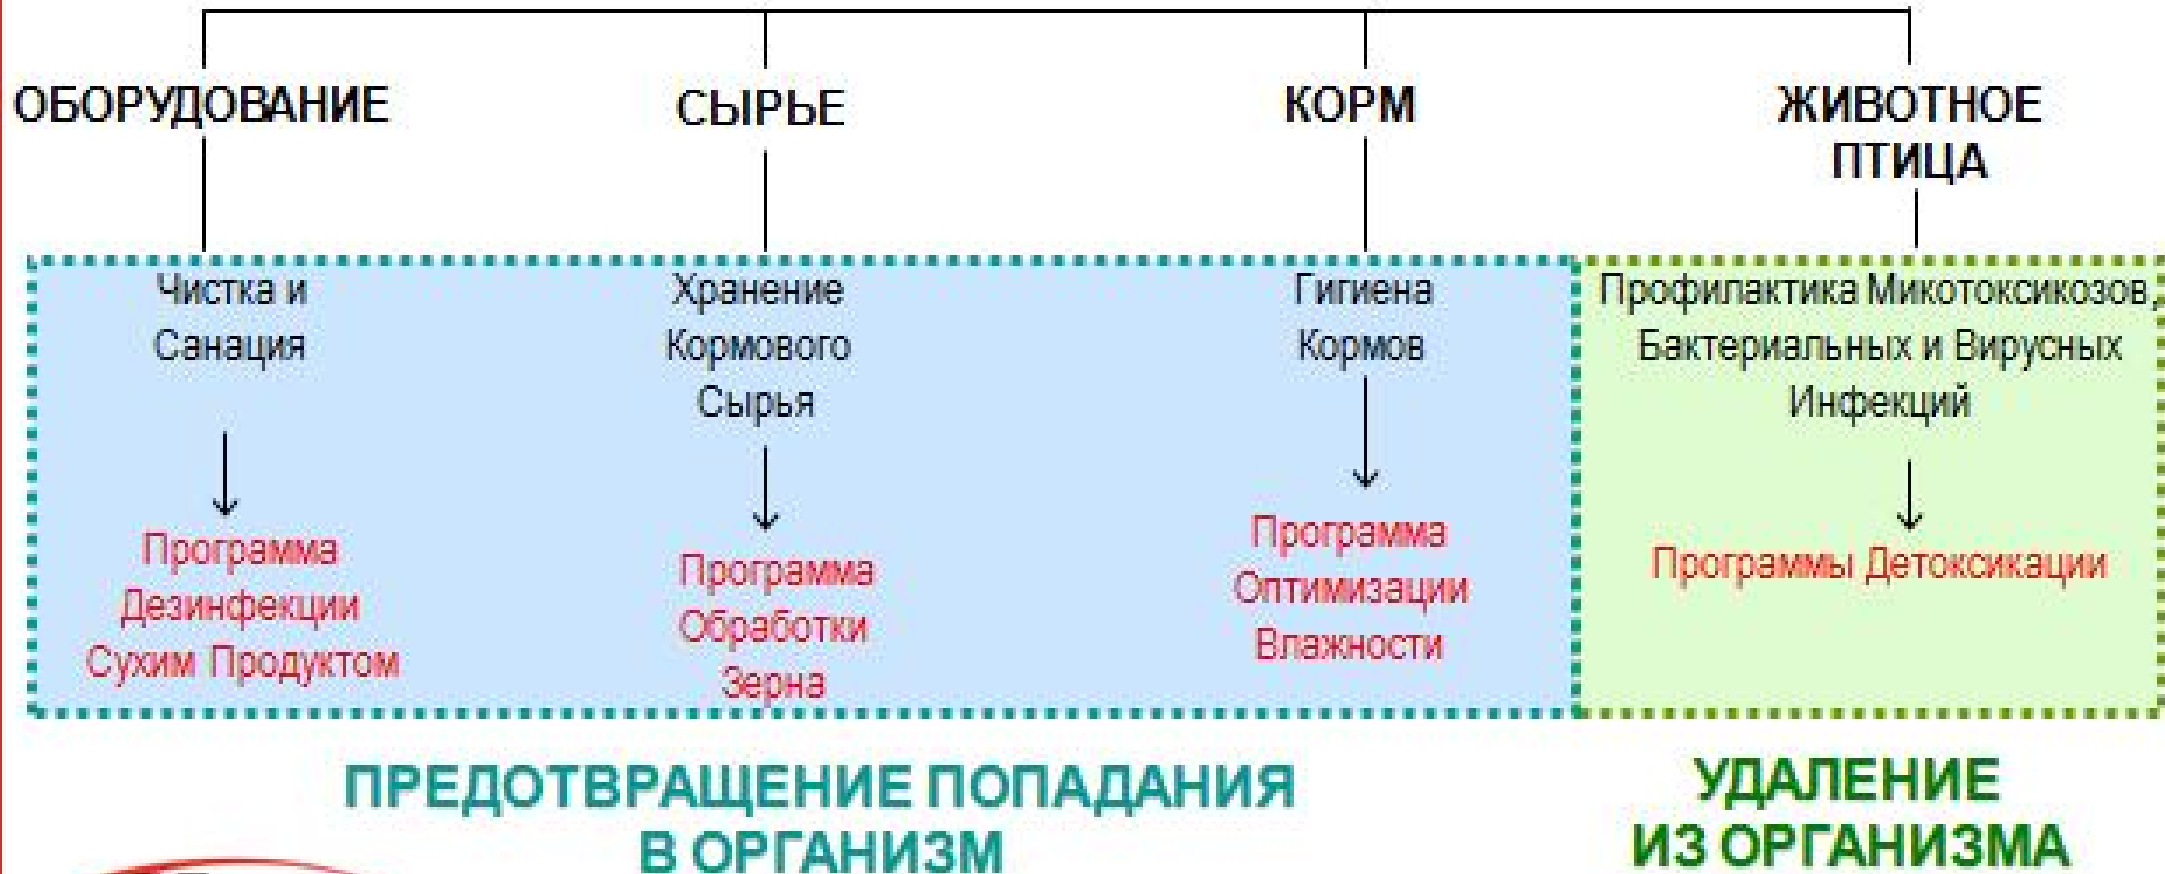 ОБОРУДОВАНИЕ
СЫРЬЕ
КОРМ
ЖИВОТНОЕ
ПТИЦА
Чистка и
Санация
Программа
Дезинфекции
Сухим Продуктом
Хранение
Кормового
Сырья
Программа
Обработки
Зерна
Гигиена
Кормов
Программа
Оптимизации
Влажности
Профилактика Микотоксикозов,
Бактериальных и Вирусных
Инфекций
Программы Детоксикации
ПРЕДОТВРАЩЕНИЕ ПОПАДАНИЯ
В ОРГАНИЗМ
УДАЛЕНИЕ
ИЗ ОРГАНИЗМА